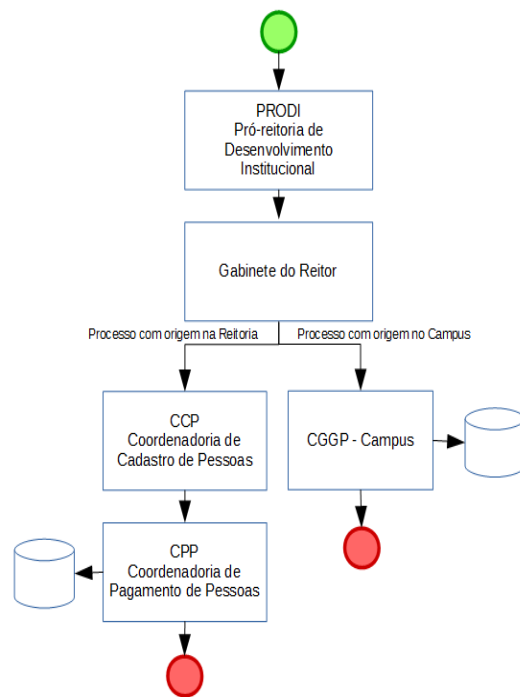 PRODI
Pró-reitoria de
Desenvolvimento
Institucional
Gabinete do Reitor
Processo com origem na Reitoria
Processo com origem no Campus
CCP
Coordenadoria de
Cadastro de Pessoas
CGGP - Campus
CPP
Coordenadoria de
Pagamento de Pessoas